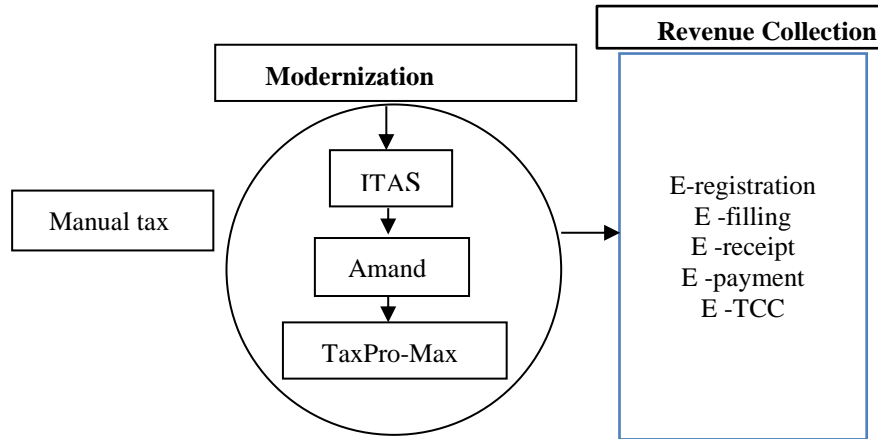 Revenue Collection
Modernization
ITAS
Manual tax
Amand
TaxPro-Max
E-registration
E -filling
E -receipt
E -payment
E -TCC